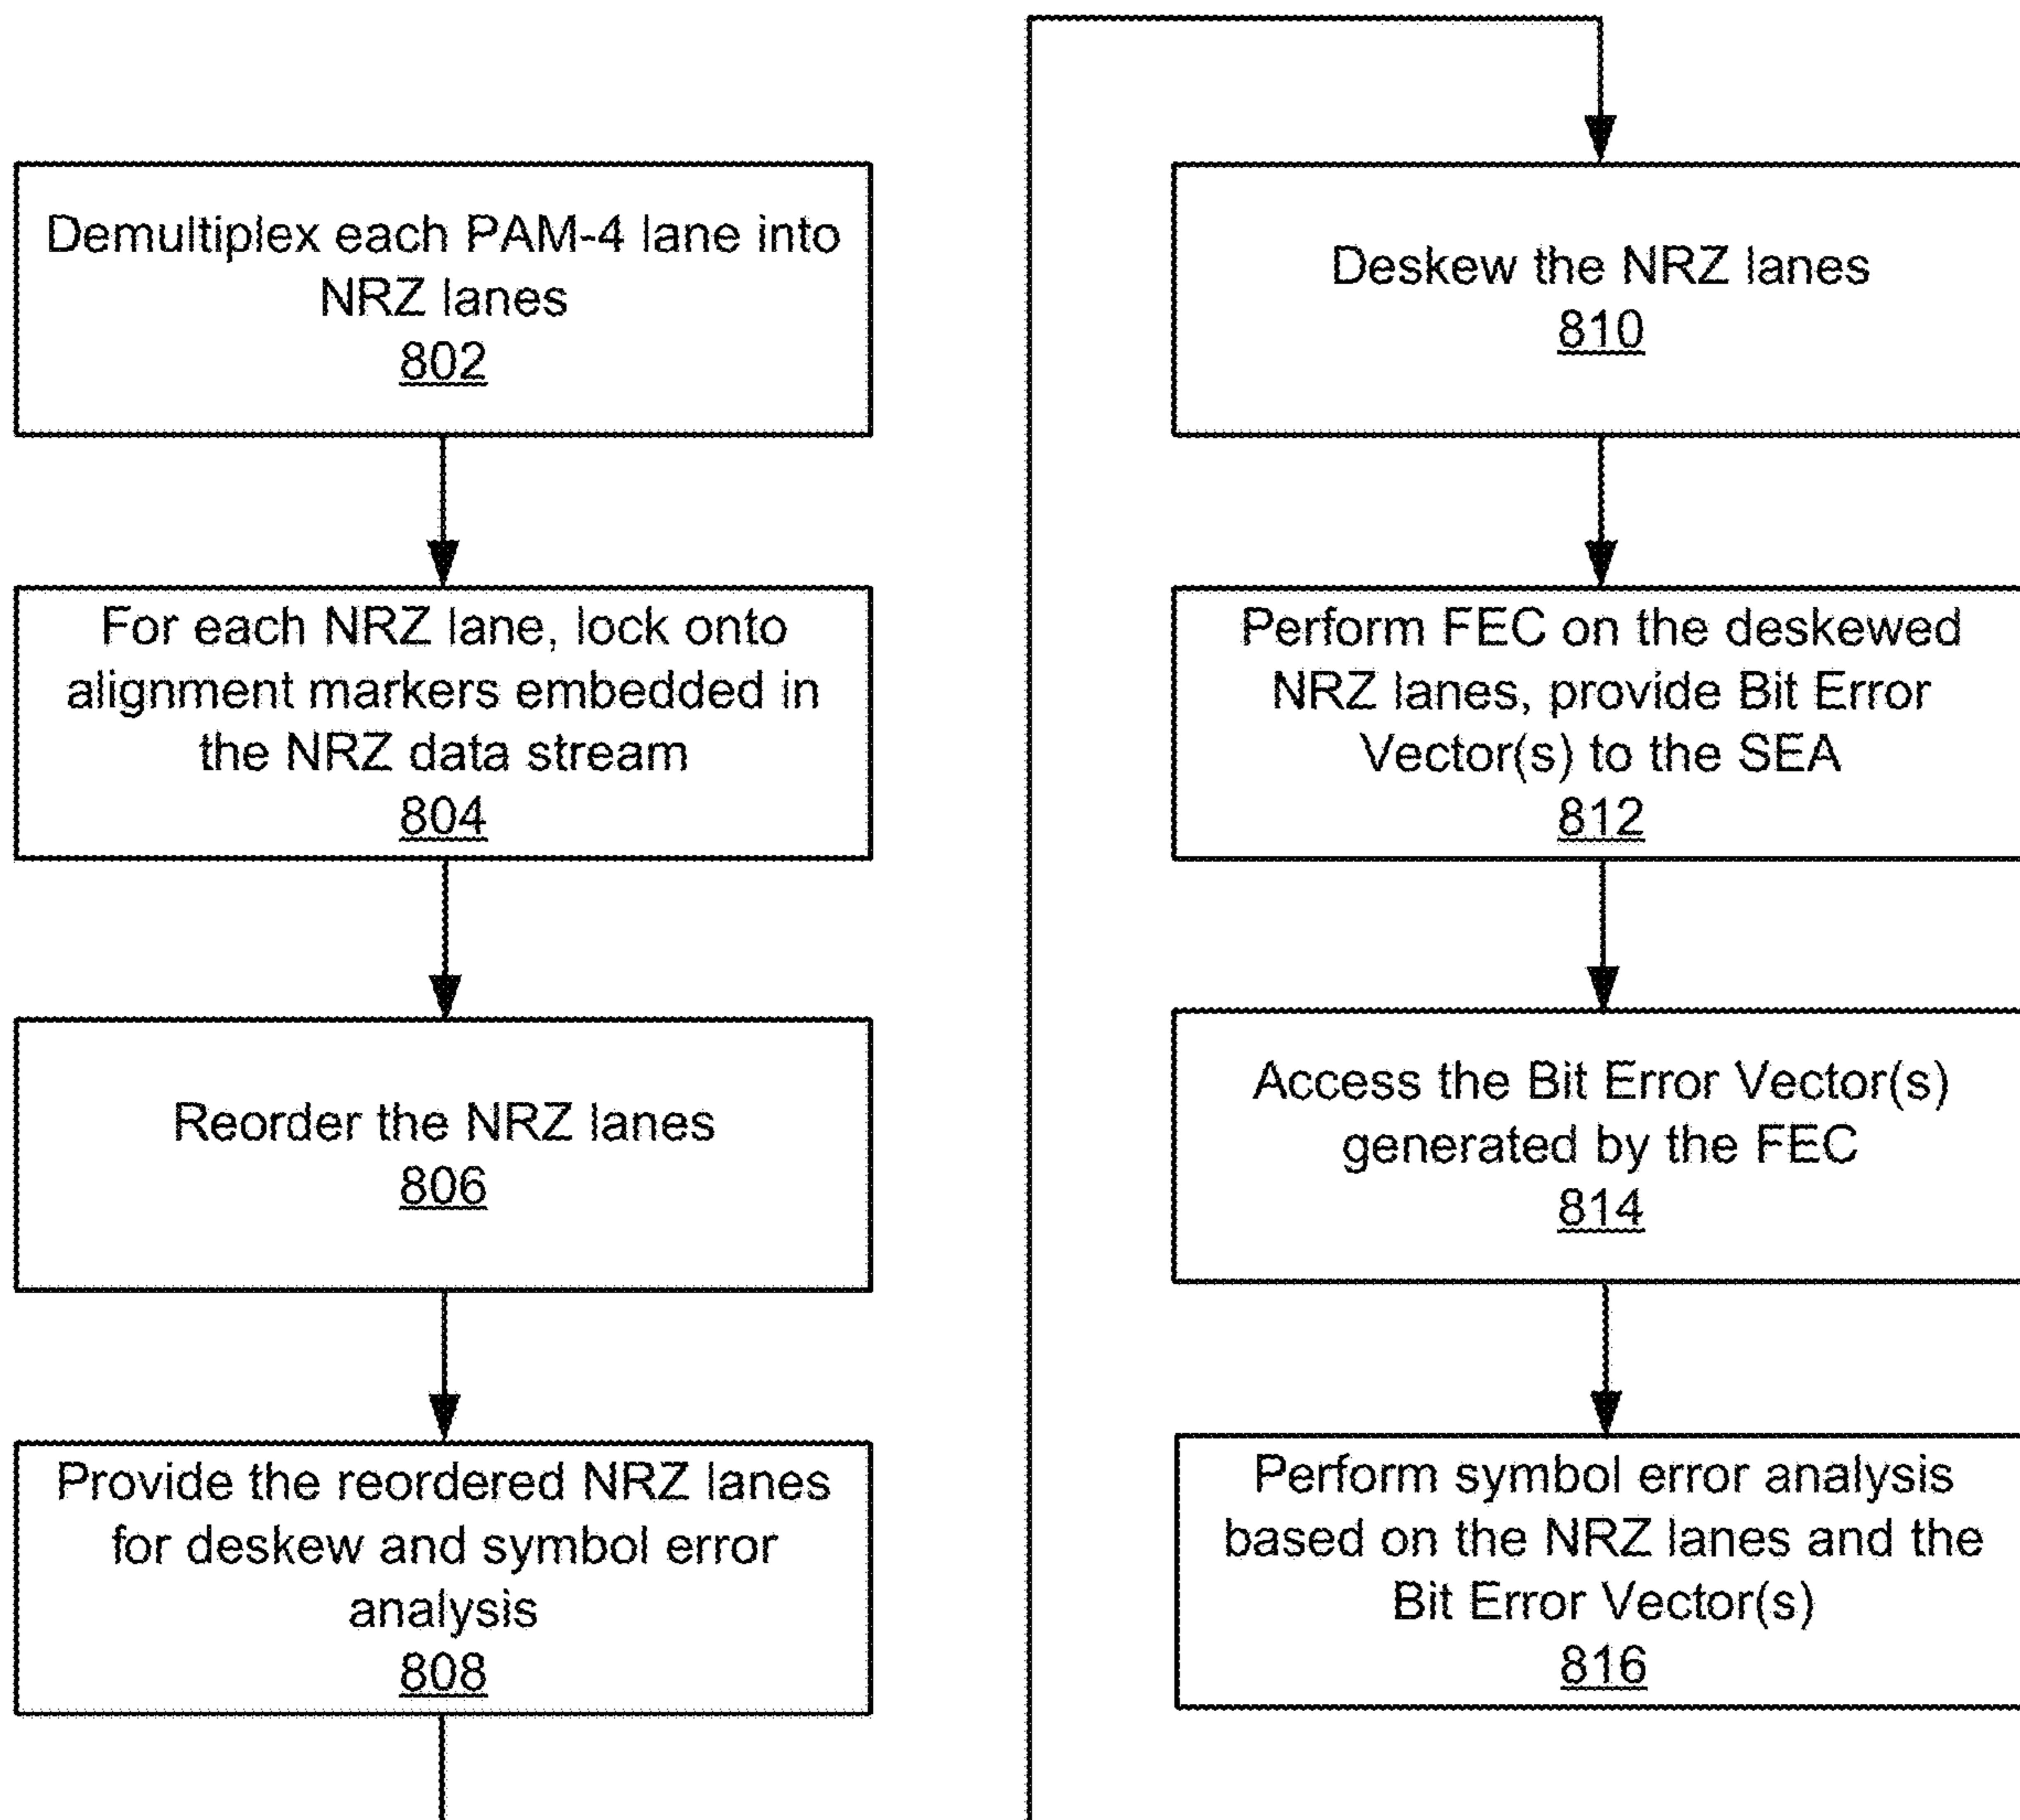 Demultiplex each PAM-4 lane into
NRZ lanes
802
For each NRZ lane, lock onto
alignment markers embedded in
the NRZ data stream
804
Reorder the NRZ lanes
806
Provide the reordered NRZ lanes
for deskew and symbol error
analysis
808
Deskew the NRZ lanes
810
Perform FEC on the deskewed
NRZ lanes, provide Bit Error
Vector(s) to the SEA
812
Access the Bit Error Vector(s)
generated by the FEC
814
Perform symbol error analysis
based on the NRZ lanes and the
Bit Error Vector(s)
816